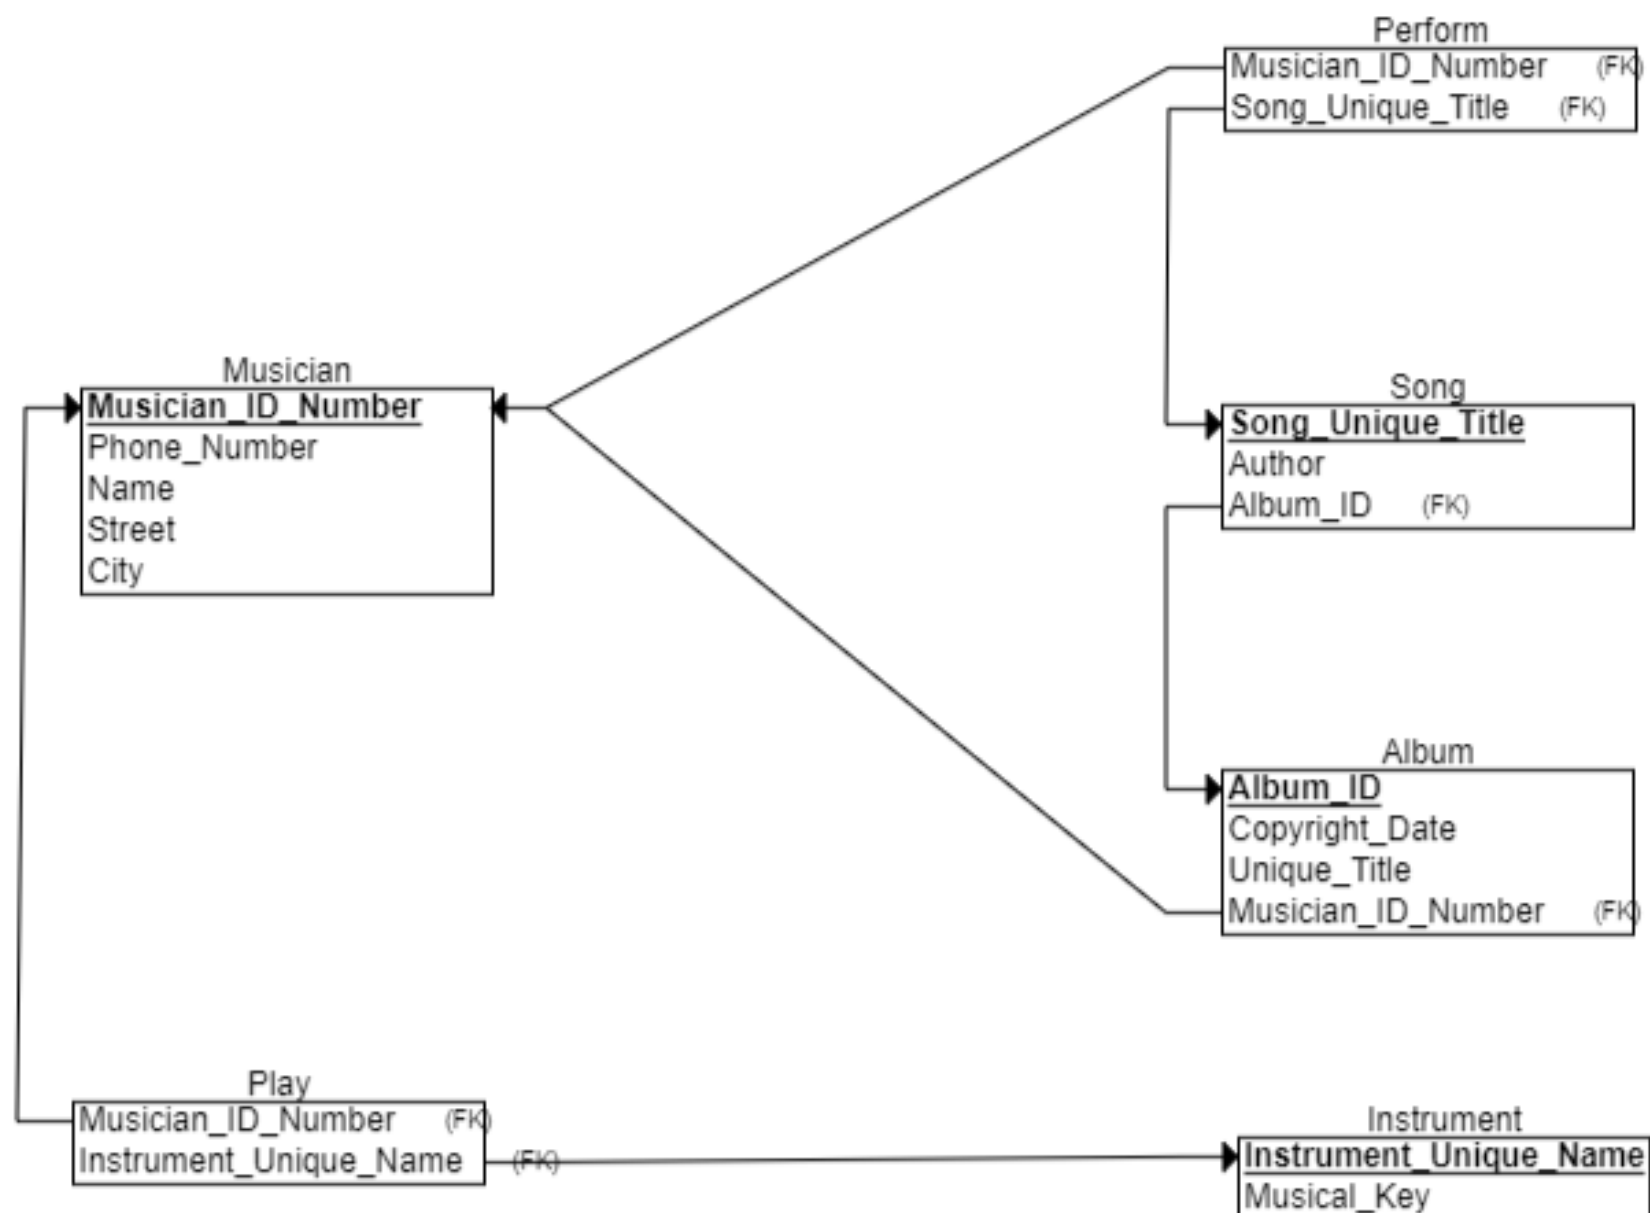 Perform
Musician_ID_Number (FK)
Song_Unique_Title (FK)
Musician
Musician_ID_Number
Phone_Number
Name
Street
City
Song
Song_Unique_Title
Author
Album_ID (FK)
Album
Album_ID
Copyright_Date
Unique_Title
Musician_ID_Number (FK)
Play
Musician_ID_Number (FK)
Instrument_Unique_Name (FK)
Instrument
Instrument_Unique_Name
Musical_Key